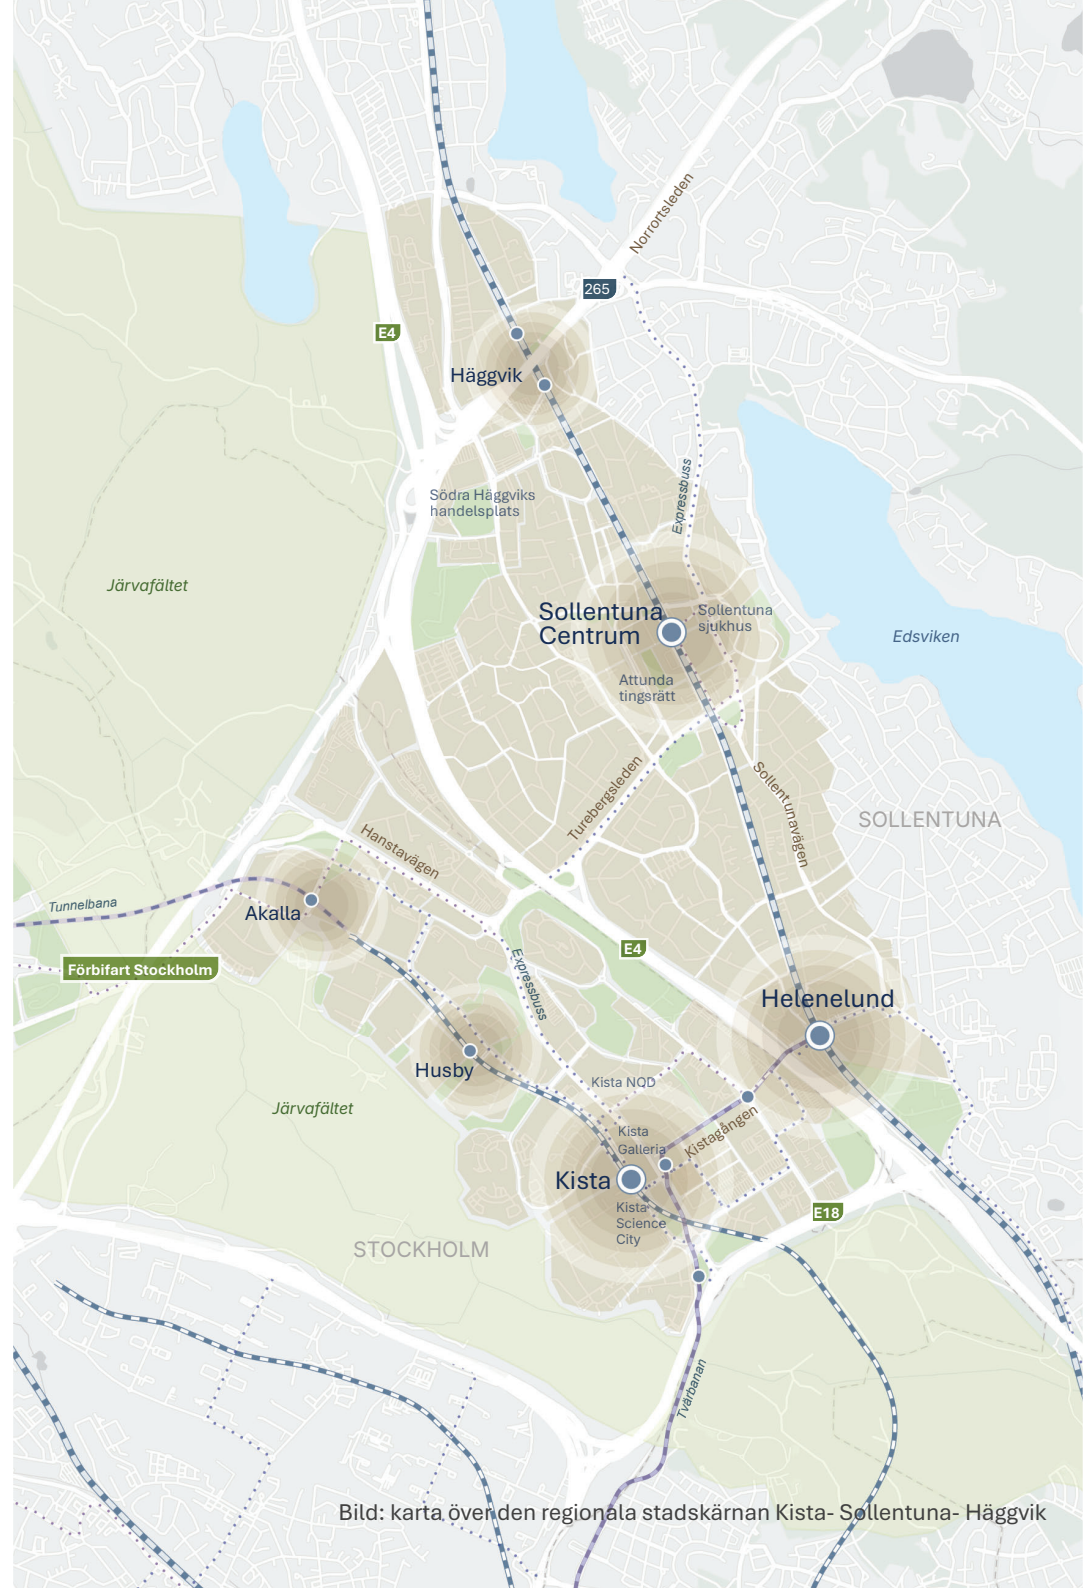 Norrortsleden
265
E4
Häggvik
Södra Häggviks
handelsplats
Expressbuss
Järvafältet
Sollentuna
Centrum
Sollentuna
sjukhus
Edsviken
Attunda
tingsrätt
Turebergsleden
Sollentunavägen
SOLLENTUNA
Hanstavägen
Tunnelbana
Akalla
E4
Förbifart Stockholm
Expressbuss
Helenelund
Husby
Kista NOD
Järvafältet
Kista
Galleria
Kistagången
Kista
Kista
Science
City
E18
STOCKHOLM
Tvärbanan
Bild: karta över den regionala stadskärnan Kista- Sollentuna- Häggvik